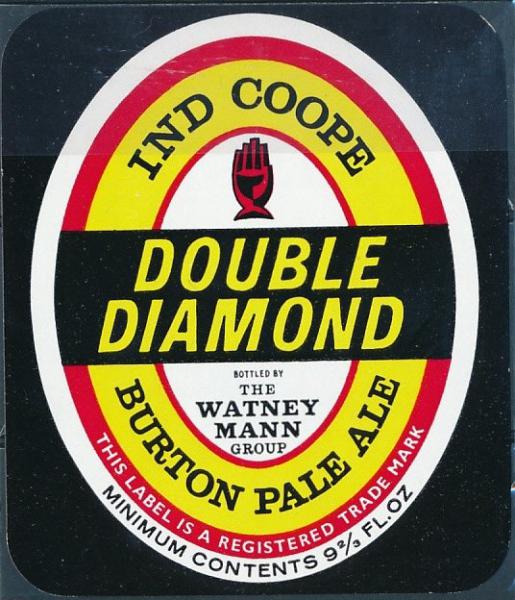 IND COOPE
DOUBLE
DIAMOND
BOTTLED BY
THE
WATNEY
MANN
GROUP
BURTON PALE ALE
THIS LABEL IS A REGISTERED TRADE MARK
MINIMUM CONTENTS 9⅔ FL.OZ